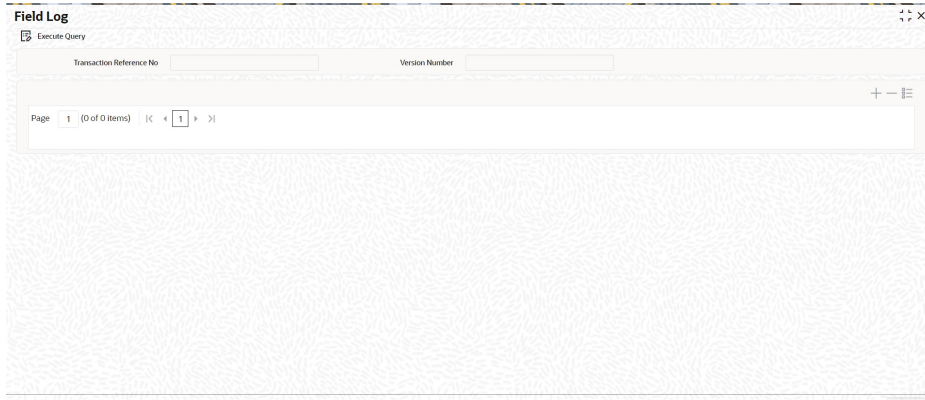 Field Log
Execute Query
Transaction Reference No
Version Number
Page 1 (0 of 0 items) 1